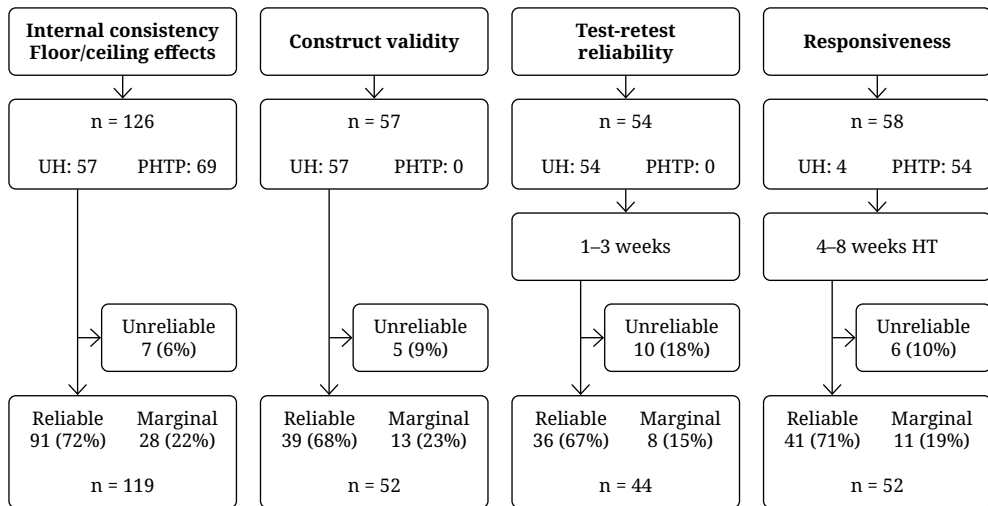 Internal consistency
Floor/ceiling effects
n = 126
UH: 57 PHTP: 69
Unreliable
7 (6%)
Reliable Marginal
91 (72%) 28 (22%)
n = 119
Construct validity
n = 57
UH: 57 PHTP: 0
Unreliable
5 (9%)
Reliable Marginal
39 (68%) 13 (23%)
n = 52
Test-retest
reliability
n = 54
UH: 54 PHTP: 0
1–3 weeks
Unreliable
10 (18%)
Reliable Marginal
36 (67%) 8 (15%)
n = 44
Responsiveness
n = 58
UH: 4 PHTP: 54
4–8 weeks HT
Unreliable
6 (10%)
Reliable Marginal
41 (71%) 11 (19%)
n = 52